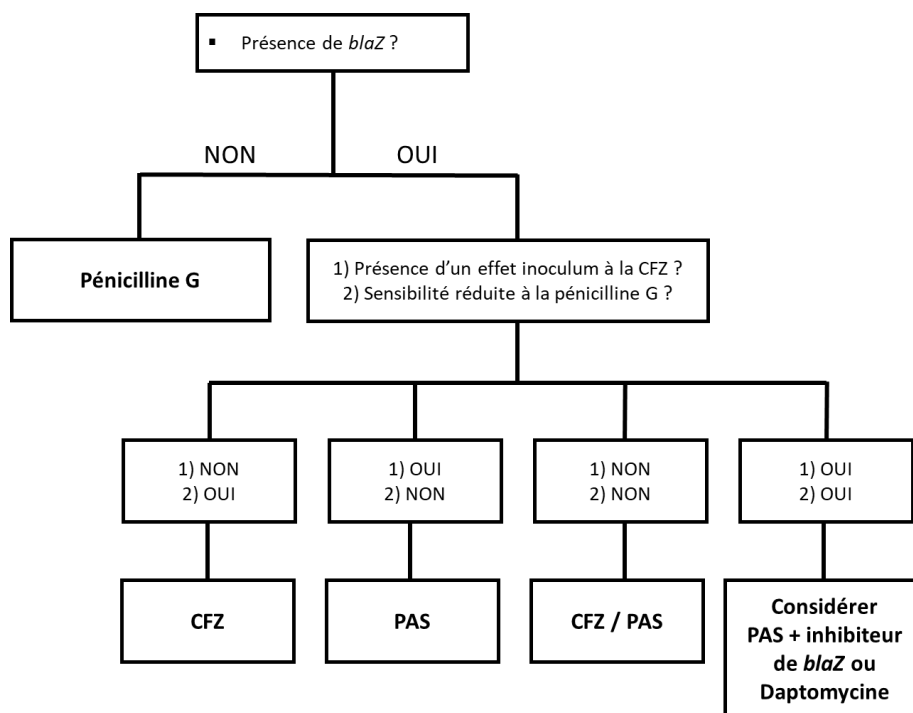 ▪ Présence de blaZ ?
NON
OUI
Pénicilline G
1) Présence d’un effet inoculum à la CFZ ?
2) Sensibilité réduite à la pénicilline G ?
1) NON
2) OUI
1) OUI
2) NON
1) NON
2) NON
1) OUI
2) OUI
CFZ
PAS
CFZ / PAS
Considérer
PAS + inhibiteur
de blaZ ou
Daptomycine